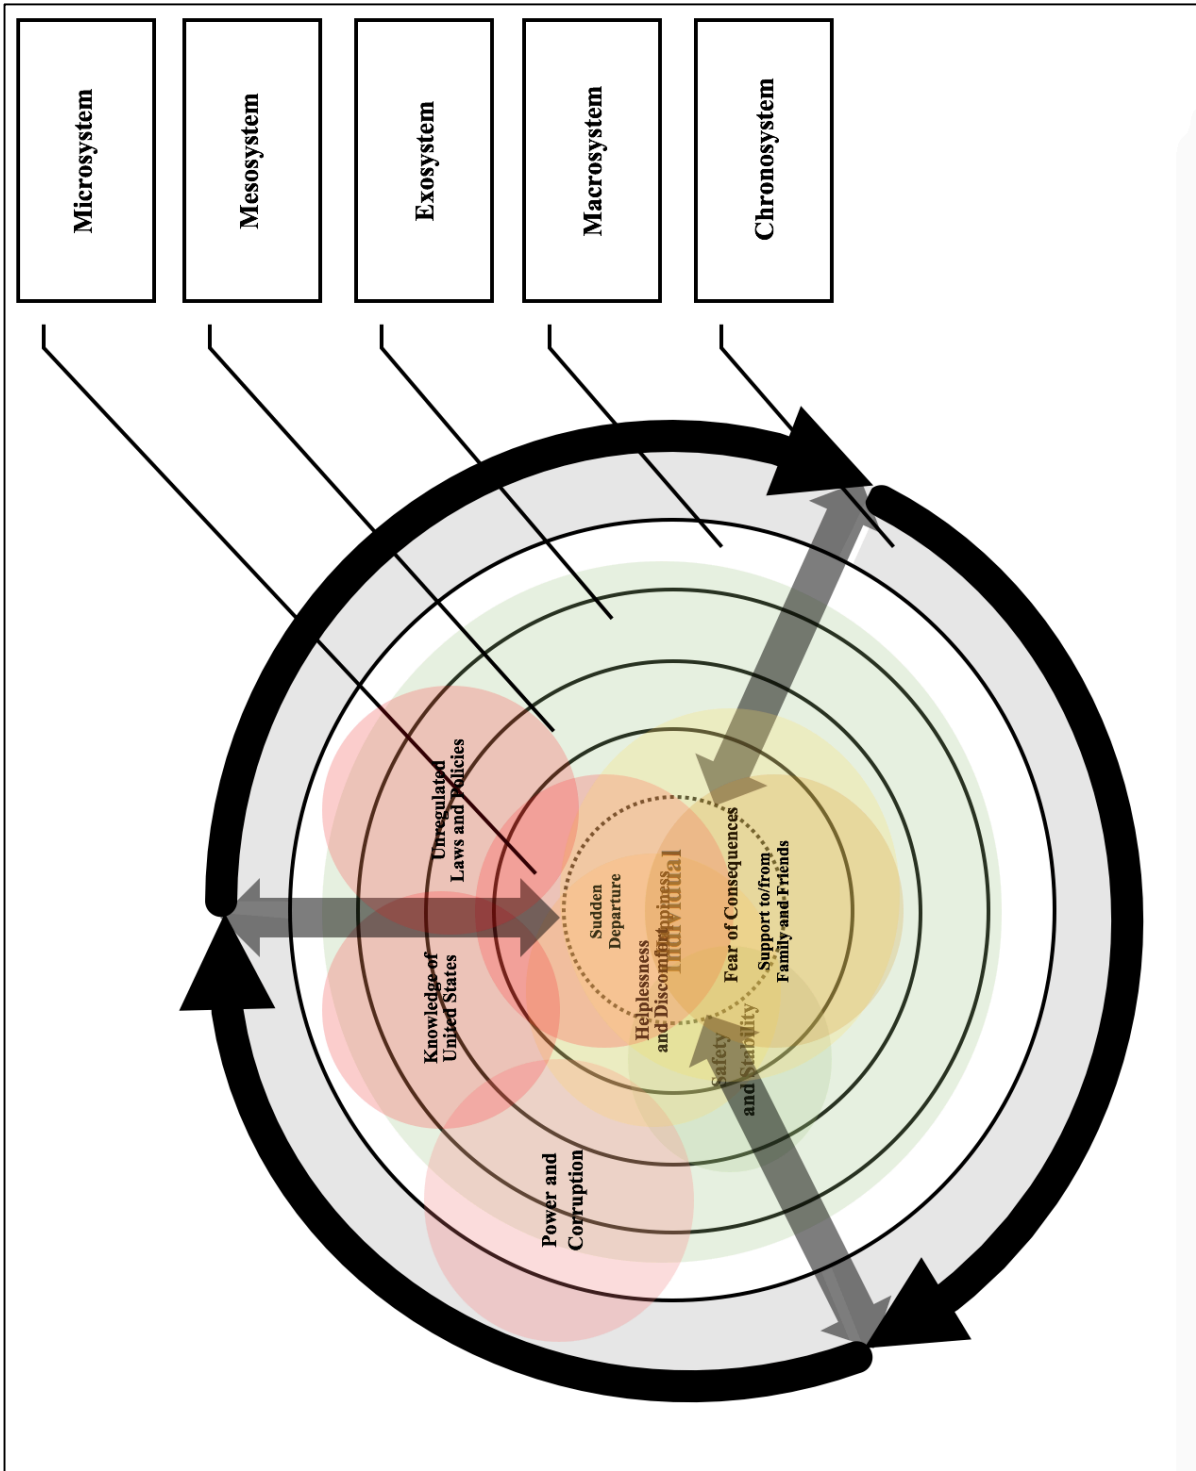 Microsystem
Mesosystem
Exosystem
Macrosystem
Chronosystem
Unregulated
Laws and Policies
Knowledge of
United States
Power and
Corruption
Sudden
Departure
Helplessness
and Discomfort
Individual
Fear of Consequences
Support to/from
Family and Friends
Safety
and Stability